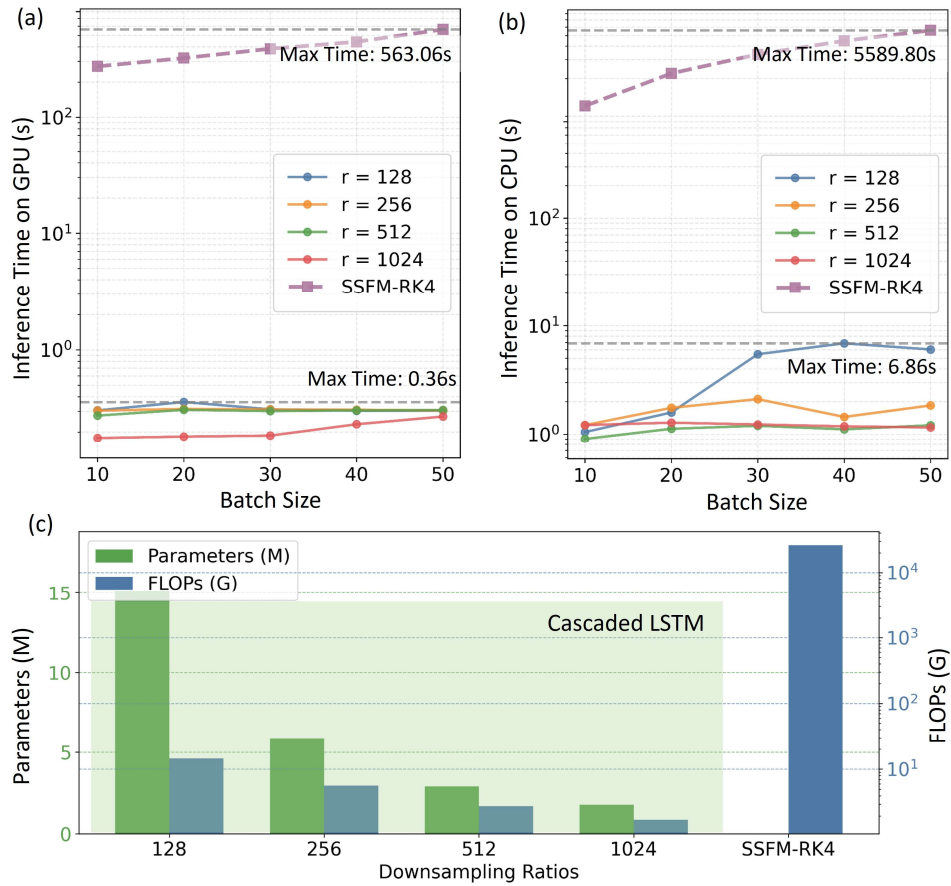 (a)
Inference Time on GPU (s)
10²
10¹
10⁰
Max Time: 563.06s
r = 128
r = 256
r = 512
r = 1024
SSFM-RK4
Max Time: 0.36s
10 20 30 40 50
Batch Size
(b)
Inference Time on CPU (s)
10²
10¹
10⁰
Max Time: 5589.80s
r = 128
r = 256
r = 512
r = 1024
SSFM-RK4
Max Time: 6.86s
10 20 30 40 50
Batch Size
(c)
Parameters (M)
15
10
5
0
Parameters (M)
FLOPs (G)
Cascaded LSTM
10⁴
10³
10²
10¹
FLOPs (G)
128 256 512 1024 SSFM-RK4
Downsampling Ratios